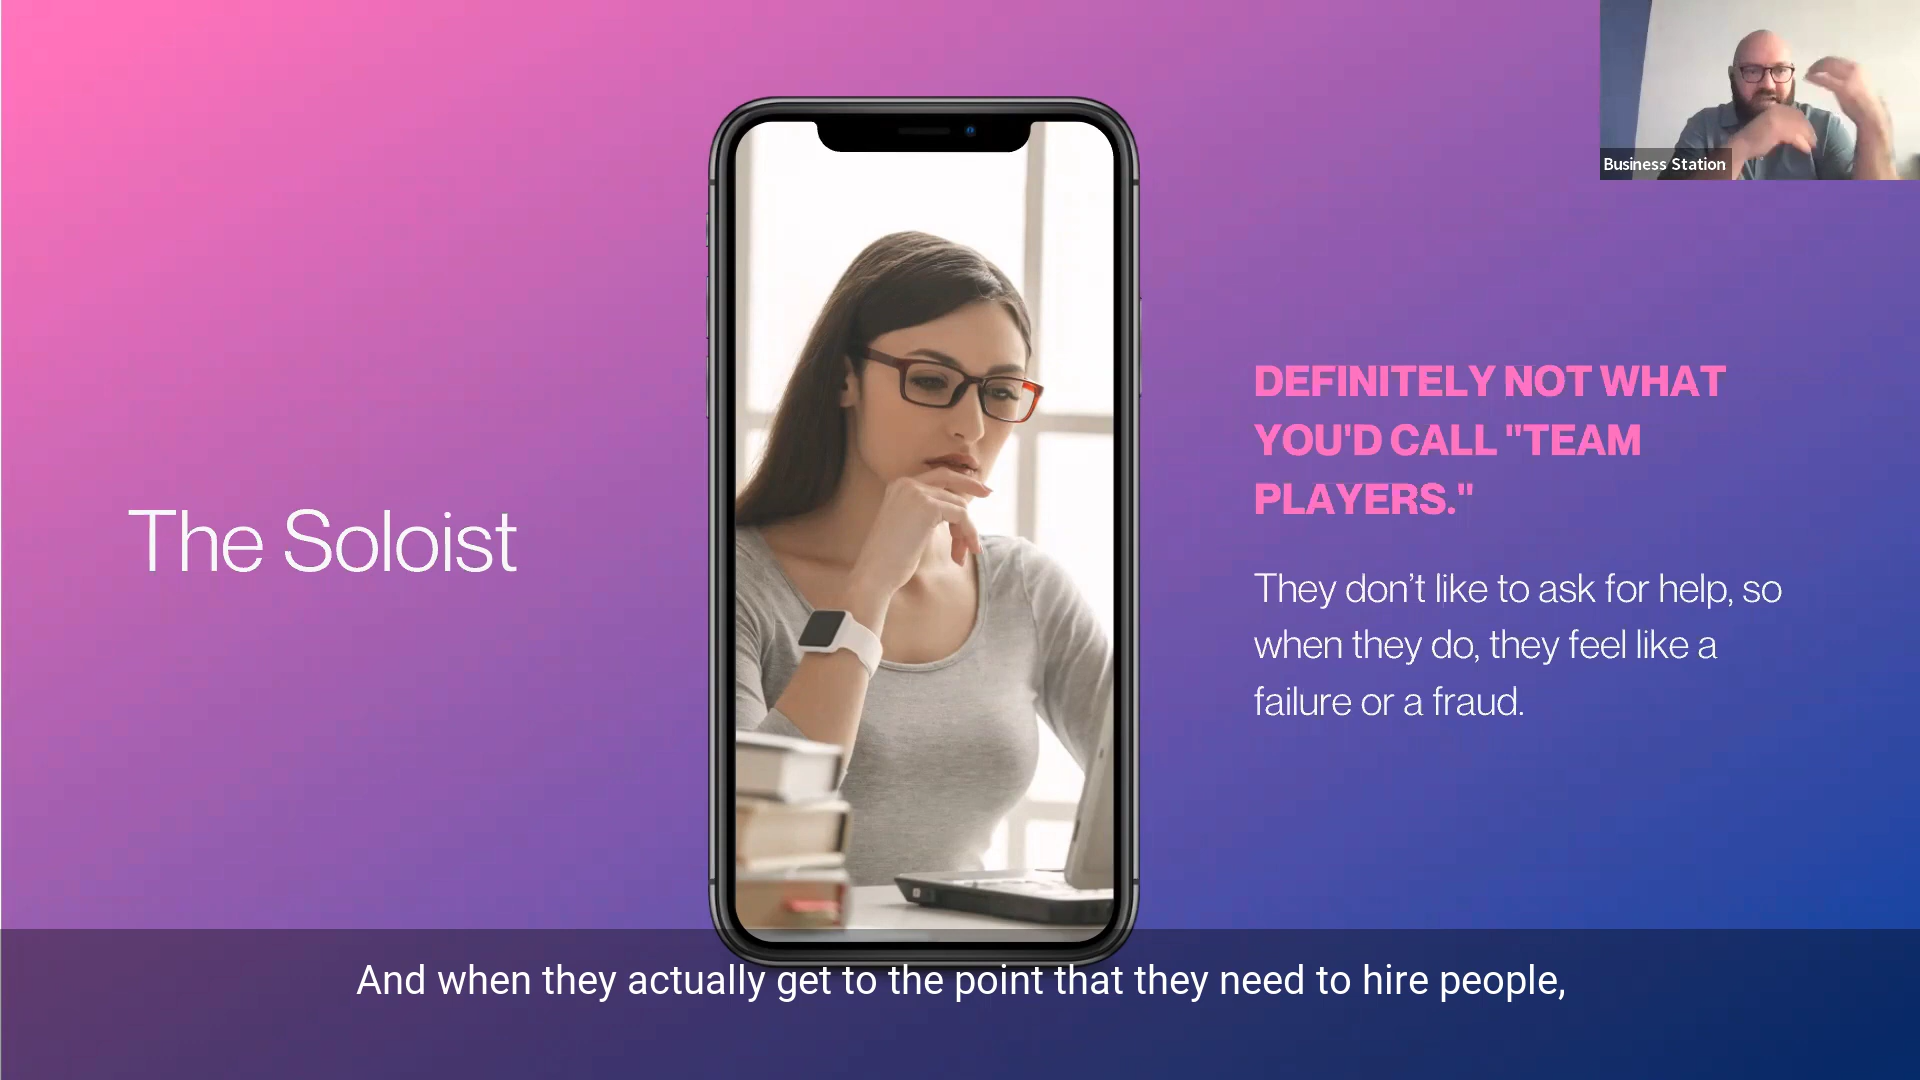 Business Station
The Soloist
DEFINITELY NOT WHAT
YOU'D CALL "TEAM
PLAYERS."
They don’t like to ask for help, so
when they do, they feel like a
failure or a fraud.
And when they actually get to the point that they need to hire people,